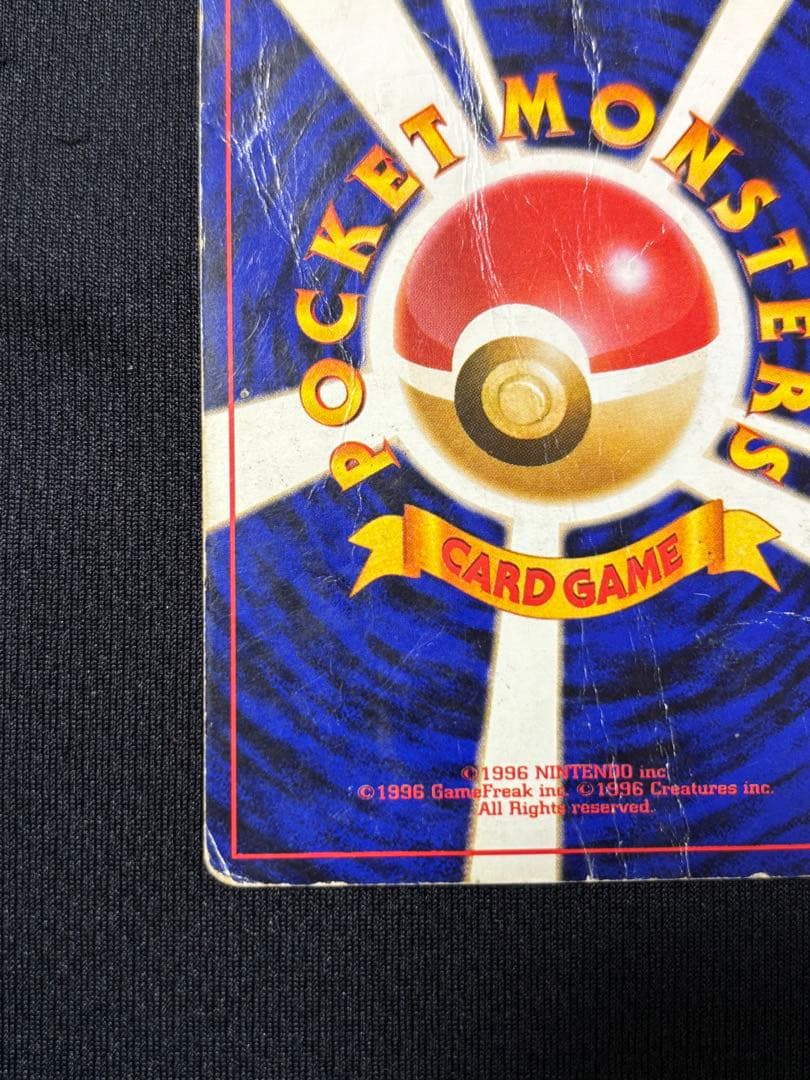 POCKET MONSTERS
CARD GAME
©1996 NINTENDO inc
©1996 GameFreak inc. ©1996 Creatures inc.
All Rights reserved.